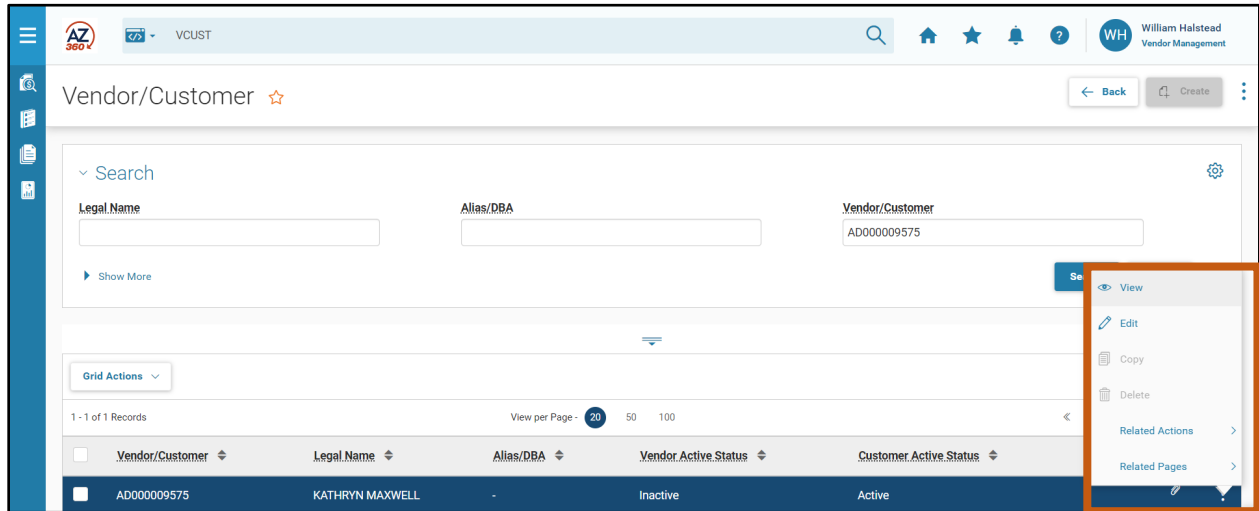 AZ
360
</>
VCUST
?
WH
William Halstead
Vendor Management
Vendor/Customer
Back
Create
Search
Legal Name
Alias/DBA
Vendor/Customer
AD000009575
Show More
View
Edit
Copy
Delete
Related Actions
Related Pages
Grid Actions
1 - 1 of 1 Records
View per Page - 20 50 100
Vendor/Customer Legal Name Alias/DBA Vendor Active Status Customer Active Status
AD000009575 KATHRYN MAXWELL - Inactive Active